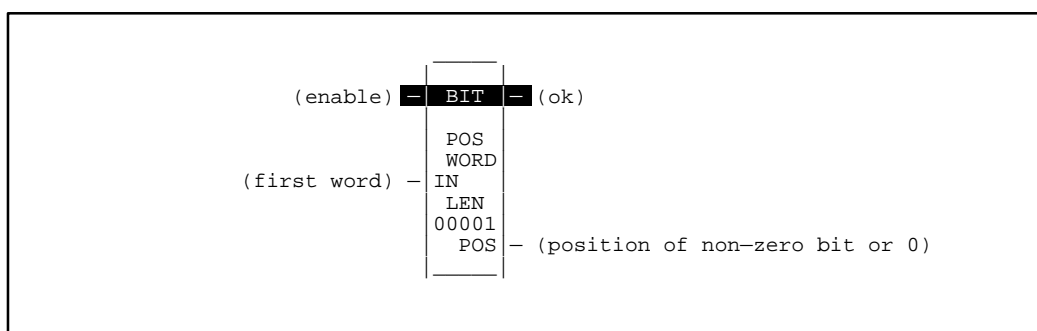 (enable) – BIT – (ok)
POS
WORD
(first word) – IN
LEN
00001
POS – (position of non–zero bit or 0)